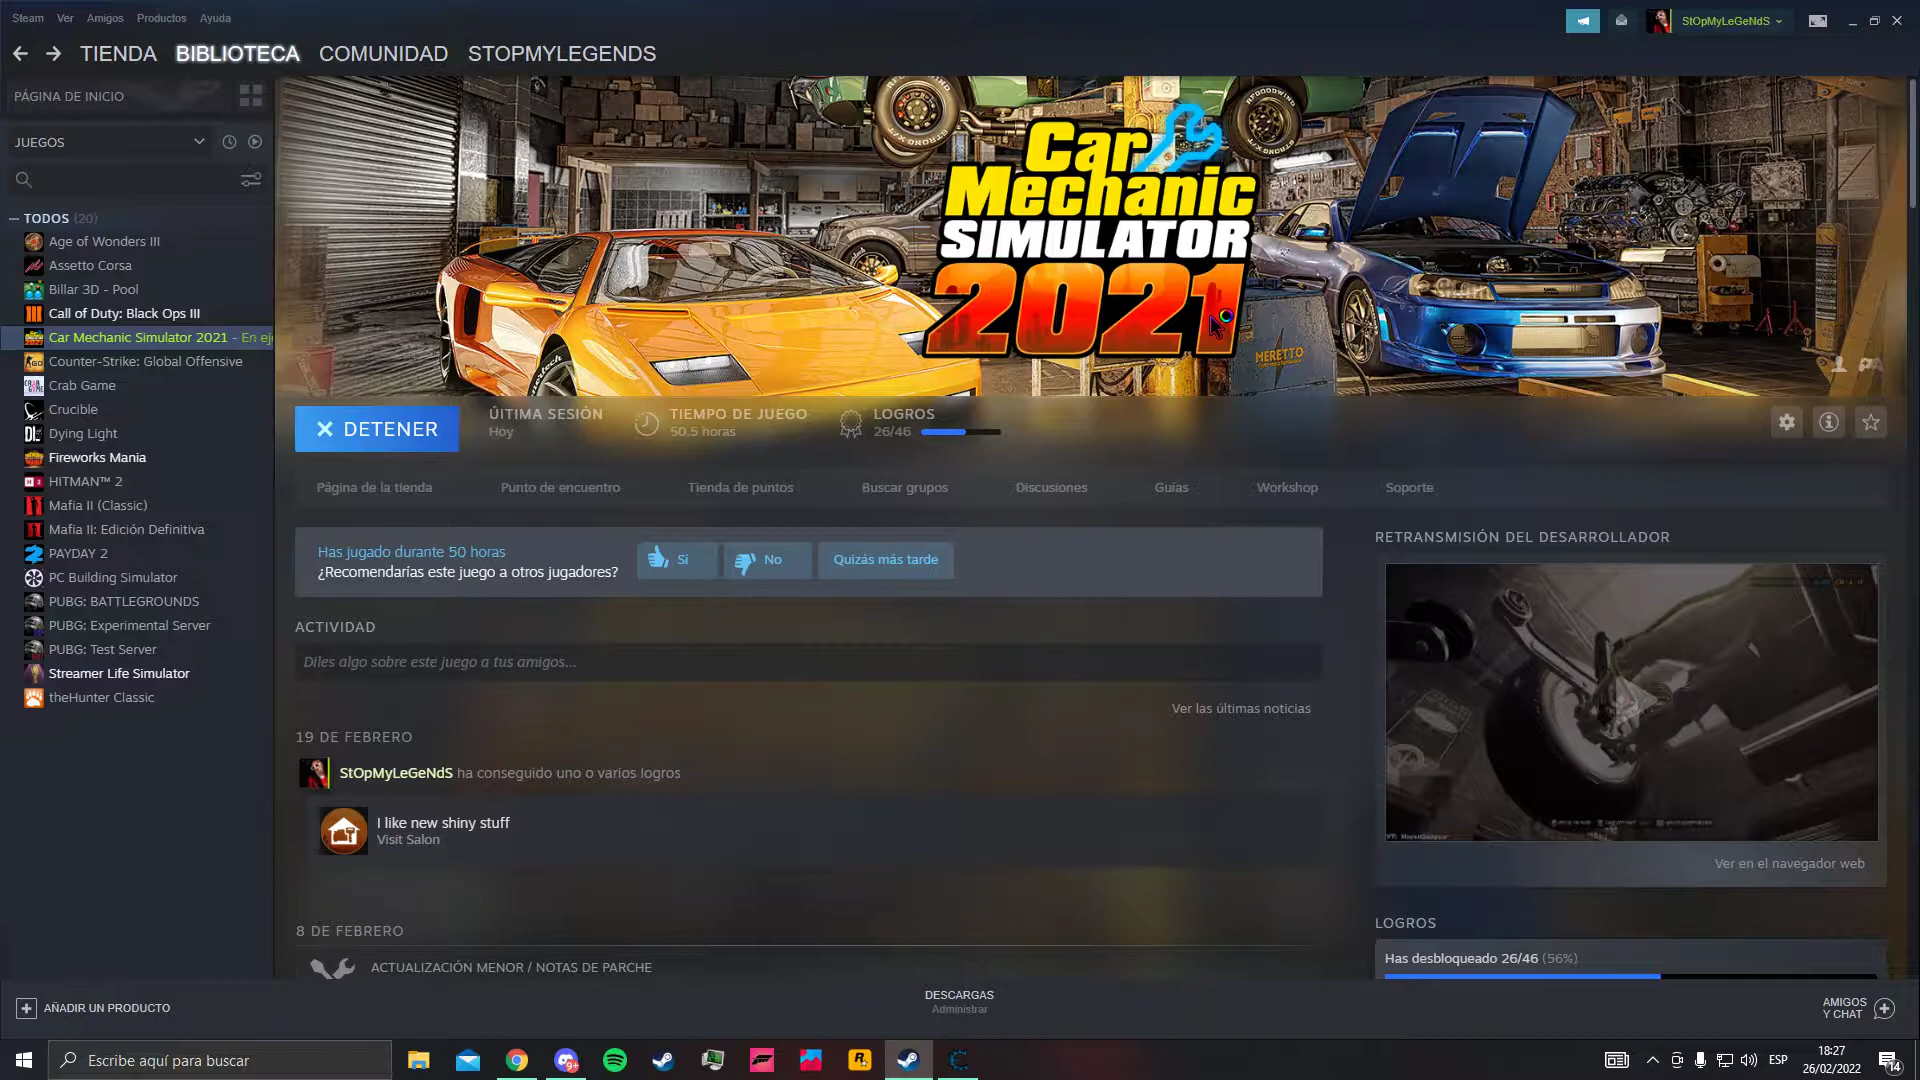 Steam Ver Amigos Productos Ayuda
StOpMyLeGeNdS
TIENDA BIBLIOTECA COMUNIDAD STOPMYLEGENDS
PÁGINA DE INICIO
JUEGOS
TODOS (20)
Age of Wonders III
Assetto Corsa
Billar 3D - Pool
Call of Duty: Black Ops III
Car Mechanic Simulator 2021 - En eje
Counter-Strike: Global Offensive
Crab Game
Crucible
Dying Light
Fireworks Mania
HITMAN™ 2
Mafia II (Classic)
Mafia II: Edición Definitiva
PAYDAY 2
PC Building Simulator
PUBG: BATTLEGROUNDS
PUBG: Experimental Server
PUBG: Test Server
Streamer Life Simulator
theHunter Classic
Car
Mechanic
SIMULATOR
2021
MERETTO
DETENER
ÚLTIMA SESIÓN
Hoy
TIEMPO DE JUEGO
50.5 horas
LOGROS
26/46
Página de la tienda Punto de encuentro Tienda de puntos Buscar grupos Discusiones Guías Workshop Soporte
Has jugado durante 50 horas
¿Recomendarías este juego a otros jugadores?
Sí
No
Quizás más tarde
ACTIVIDAD
Diles algo sobre este juego a tus amigos...
Ver las últimas noticias
19 DE FEBRERO
StOpMyLeGeNdS ha conseguido uno o varios logros
I like new shiny stuff
Visit Salon
8 DE FEBRERO
ACTUALIZACIÓN MENOR / NOTAS DE PARCHE
RETRANSMISIÓN DEL DESARROLLADOR
Ver en el navegador web
LOGROS
Has desbloqueado 26/46 (56%)
AÑADIR UN PRODUCTO
DESCARGAS
Administrar
AMIGOS
Y CHAT
Escribe aquí para buscar
9+
ESP
18:27
26/02/2022
14